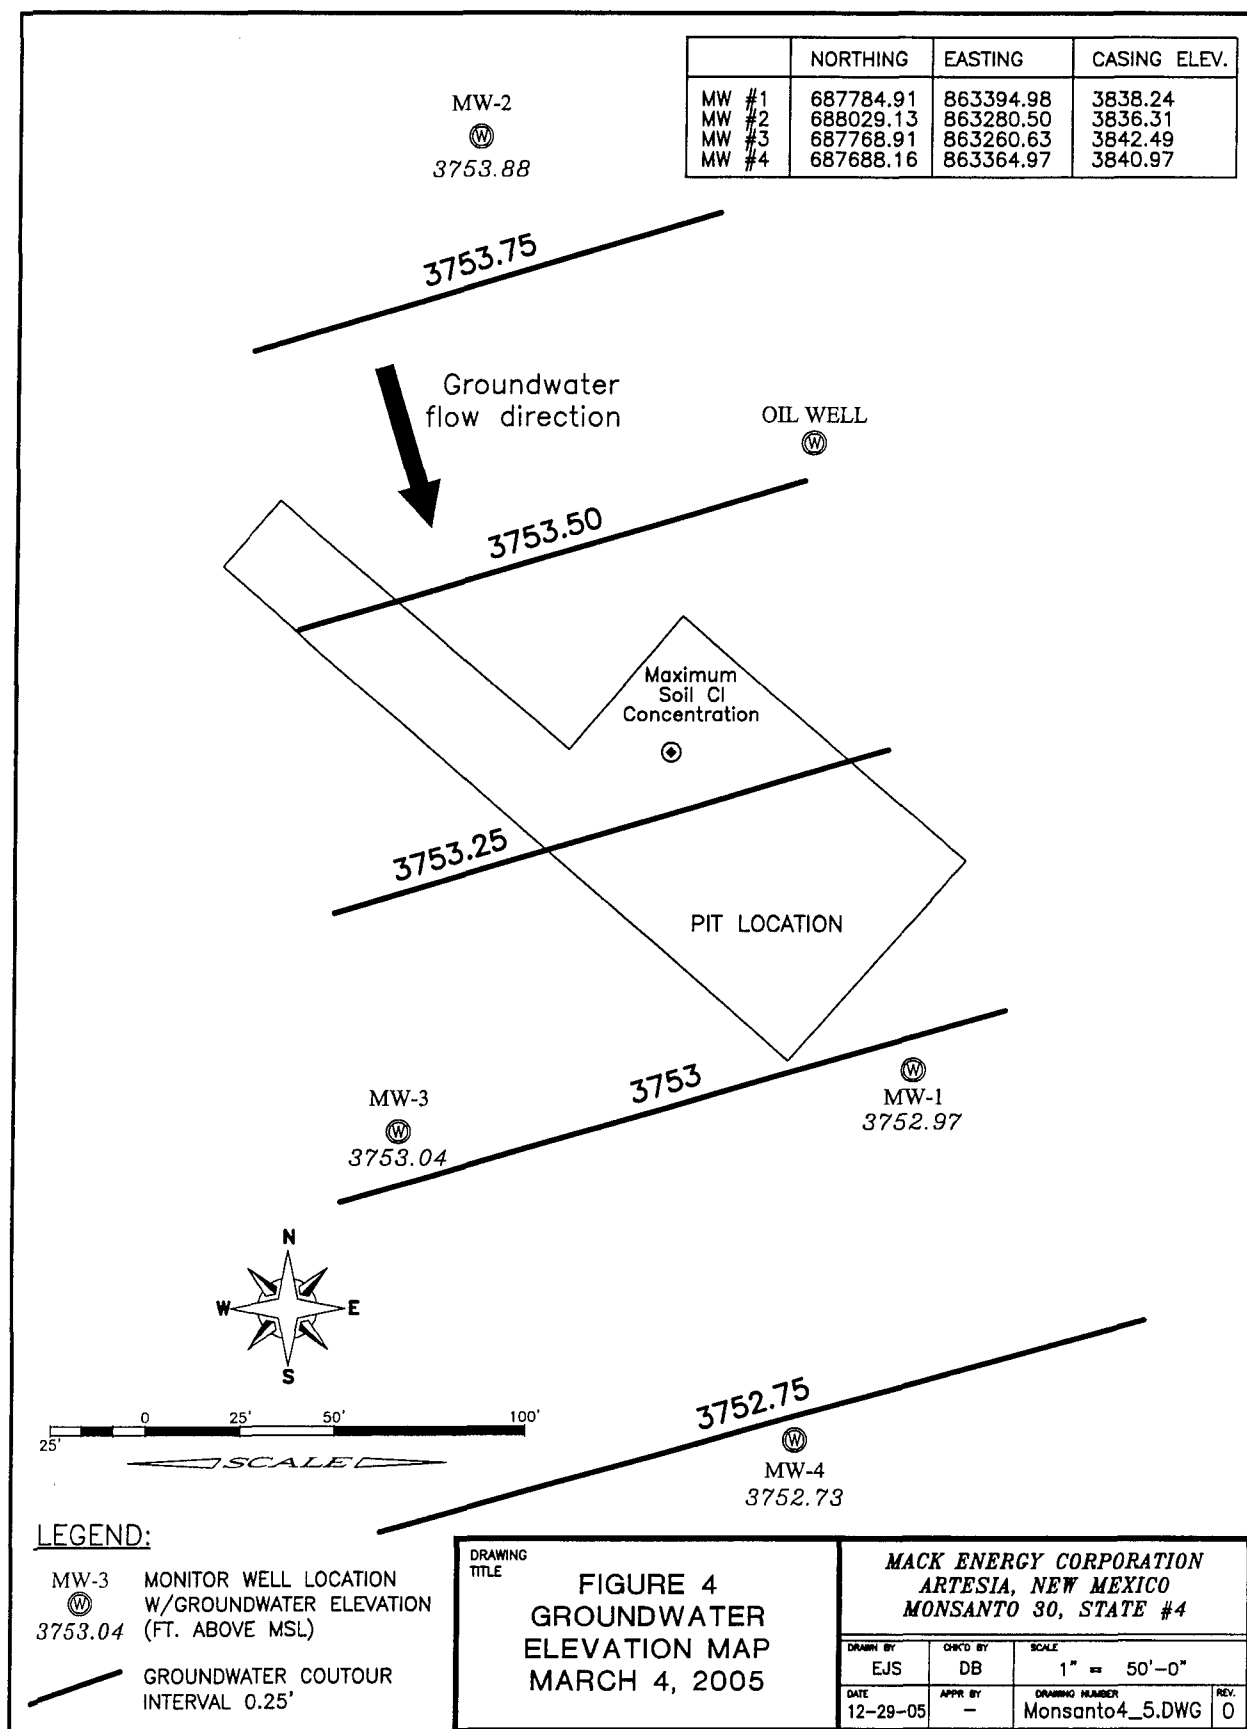 NORTHING EASTING CASING ELEV.
MW #1 687784.91 863394.98 3838.24
MW #2 688029.13 863280.50 3836.31
MW #3 687768.91 863260.63 3842.49
MW #4 687688.16 863364.97 3840.97
MW-2
W
3753.88
3753.75
Groundwater
flow direction
OIL WELL
W
3753.50
Maximum
Soil Cl
Concentration
3753.25
PIT LOCATION
3753
W
MW-1
3752.97
MW-3
W
3753.04
N
W E
S
25' 0 25' 50' 100'
SCALE
3752.75
W
MW-4
3752.73
LEGEND:
MW-3
W
3753.04
MONITOR WELL LOCATION
W/GROUNDWATER ELEVATION
(FT. ABOVE MSL)
GROUNDWATER COUTOUR
INTERVAL 0.25'
DRAWING
TITLE
FIGURE 4
GROUNDWATER
ELEVATION MAP
MARCH 4, 2005
MACK ENERGY CORPORATION
ARTESIA, NEW MEXICO
MONSANTO 30, STATE #4
DRAWN BY
EJS
CHK'D BY
DB
SCALE
1" = 50'-0"
DATE
12-29-05
APPR BY
-
DRAWING NUMBER
Monsanto4_5.DWG
REV.
0